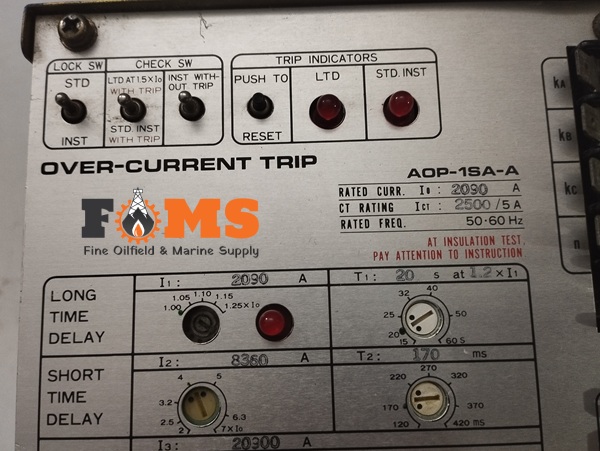 LOCK SW
CHECK SW
TRIP INDICATORS
STD
LTD AT 1.5×I₀
WITH TRIP
INST WITH-
OUT TRIP
PUSH TO
LTD
STD. INST
INST
STD. INST
WITH TRIP
RESET
kA
kB
kC
n
OVER-CURRENT TRIP
AOP-1SA-A
RATED CURR. I₀ : 2090 A
CT RATING ICT : 2500 / 5 A
RATED FREQ. 50·60 Hz
FOMS
Fine Oilfield & Marine Supply
AT INSULATION TEST.
PAY ATTENTION TO INSTRUCTION
LONG
TIME
DELAY
I₁: 2090 A
1.00 1.05 1.10 1.15 1.25×I₀
T₁: 20 s at 1.2 × I₁
15 20 25 32 40 50 60 S
SHORT
TIME
DELAY
I₂: 8360 A
2 2.5 3.2 4 5 6.3 7×I₀
T₂: 170 ms
120 170 220 270 320 370 420 ms
I₃: 20900 A